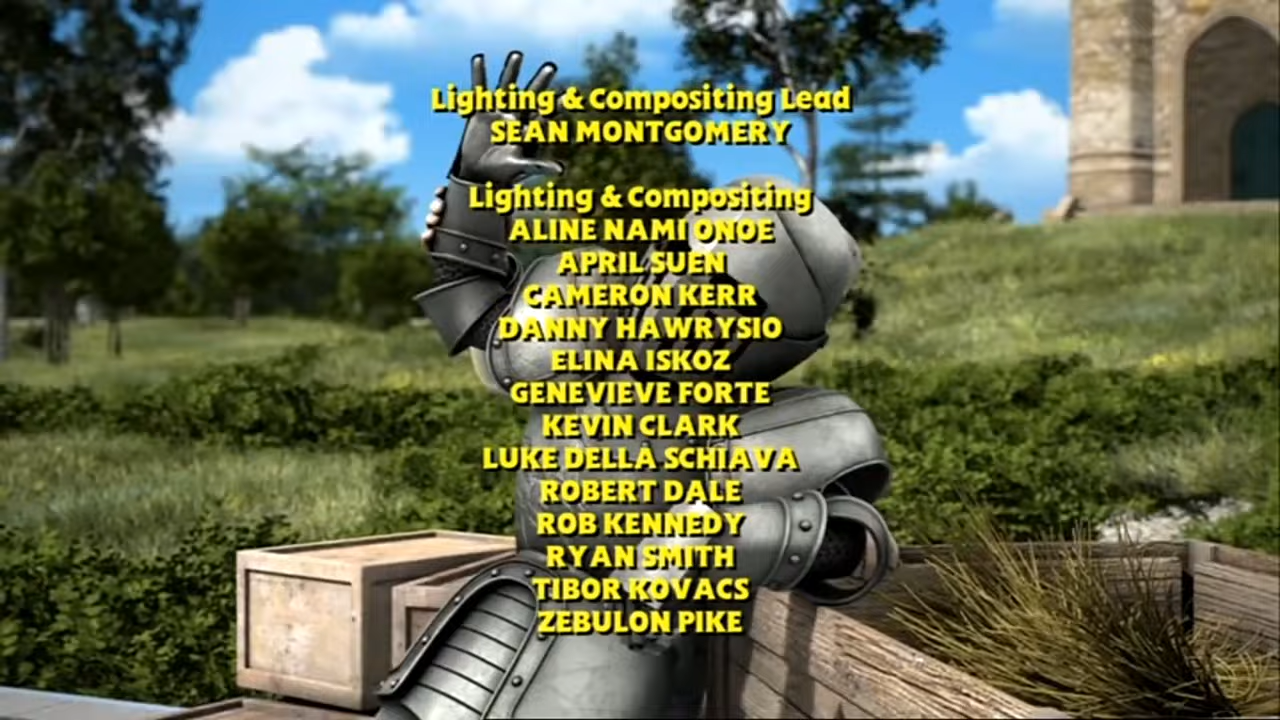 Lighting & Compositing Lead
SEAN MONTGOMERY
Lighting & Compositing
ALINE NAMI ONOE
APRIL SUEN
CAMERON KERR
DANNY HAWRYSIO
ELINA ISKOZ
GENEVIEVE FORTE
KEVIN CLARK
LUKE DELLA SCHIAVA
ROBERT DALE
ROB KENNEDY
RYAN SMITH
TIBOR KOVACS
ZEBULON PIKE